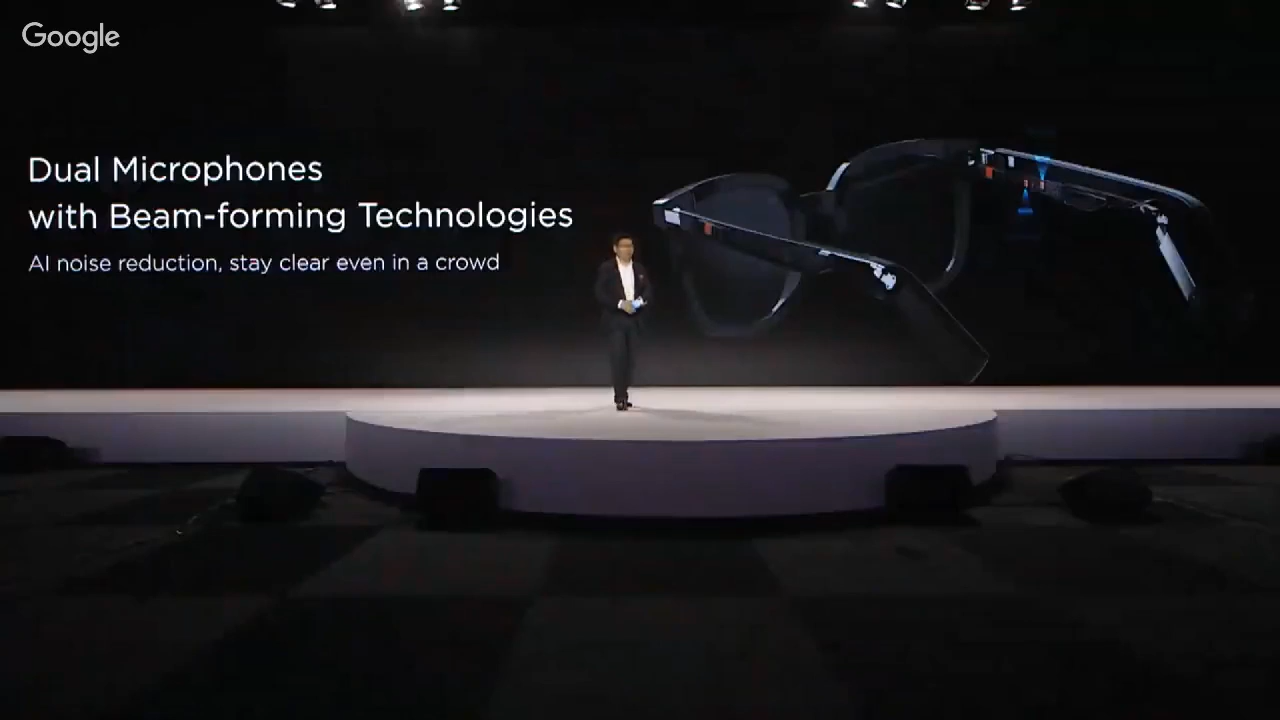 Google
Dual Microphones
with Beam-forming Technologies
AI noise reduction, stay clear even in a crowd